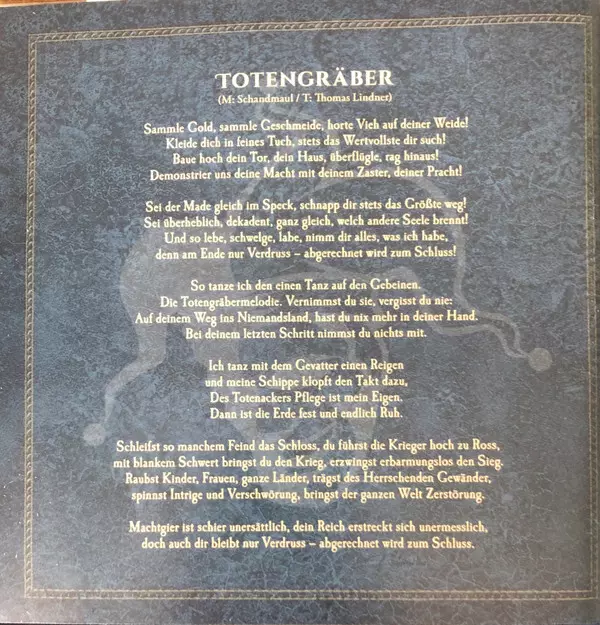 TOTENGRÄBER
(M: Schandmaul / T: Thomas Lindner)
Sammle Gold, sammle Geschmeide, horte Vieh auf deiner Weide!
Kleide dich in feines Tuch, stets das Wertvollste dir such!
Baue hoch dein Tor, dein Haus, überflügle, rag hinaus!
Demonstrier uns deine Macht mit deinem Zaster, deiner Pracht!
Sei der Made gleich im Speck, schnapp dir stets das Größte weg!
Sei überheblich, dekadent, ganz gleich, welch andere Seele brennt!
Und so lebe, schwelge, labe, nimm dir alles, was ich habe,
denn am Ende nur Verdruss – abgerechnet wird zum Schluss!
So tanze ich den einen Tanz auf den Gebeinen.
Die Totengräbermelodie. Vernimmst du sie, vergisst du nie:
Auf deinem Weg ins Niemandsland, hast du nix mehr in deiner Hand.
Bei deinem letzten Schritt nimmst du nichts mit.
Ich tanz mit dem Gevatter einen Reigen
und meine Schippe klopft den Takt dazu,
Des Totenackers Pflege ist mein Eigen.
Dann ist die Erde fest und endlich Ruh.
Schleifst so manchem Feind das Schloss, du führst die Krieger hoch zu Ross,
mit blankem Schwert bringst du den Krieg, erzwingst erbarmungslos den Sieg.
Raubst Kinder, Frauen, ganze Länder, trägst des Herrschenden Gewänder,
spinnst Intrige und Verschwörung, bringst der ganzen Welt Zerstörung.
Machtgier ist schier unersättlich, dein Reich erstreckt sich unermesslich,
doch auch dir bleibt nur Verdruss – abgerechnet wird zum Schluss.